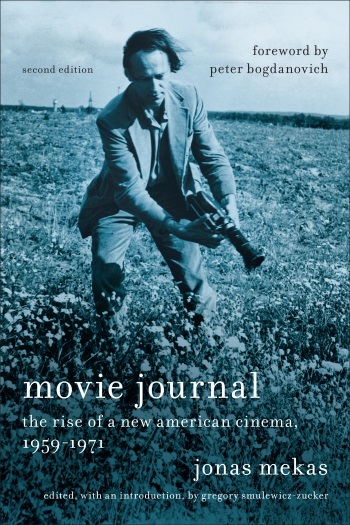 foreword by
peter bogdanovich
second edition
movie journal
the rise of a new american cinema,
1959-1971
jonas mekas
edited, with an introduction, by gregory smulewicz-zucker